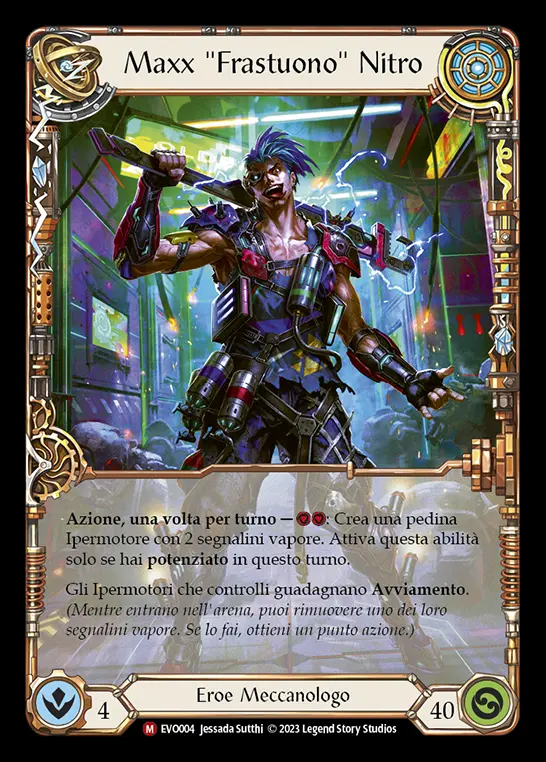 Maxx "Frastuono" Nitro
Azione, una volta per turno — : Crea una pedina
Ipermotore con 2 segnalini vapore. Attiva questa abilità
solo se hai potenziato in questo turno.
Gli Ipermotori che controlli guadagnano Avviamento.
(Mentre entrano nell'arena, puoi rimuovere uno dei loro
segnalini vapore. Se lo fai, ottieni un punto azione.)
4
Eroe Meccanologo
40
M EVO004 Jessada Sutthi © 2023 Legend Story Studios